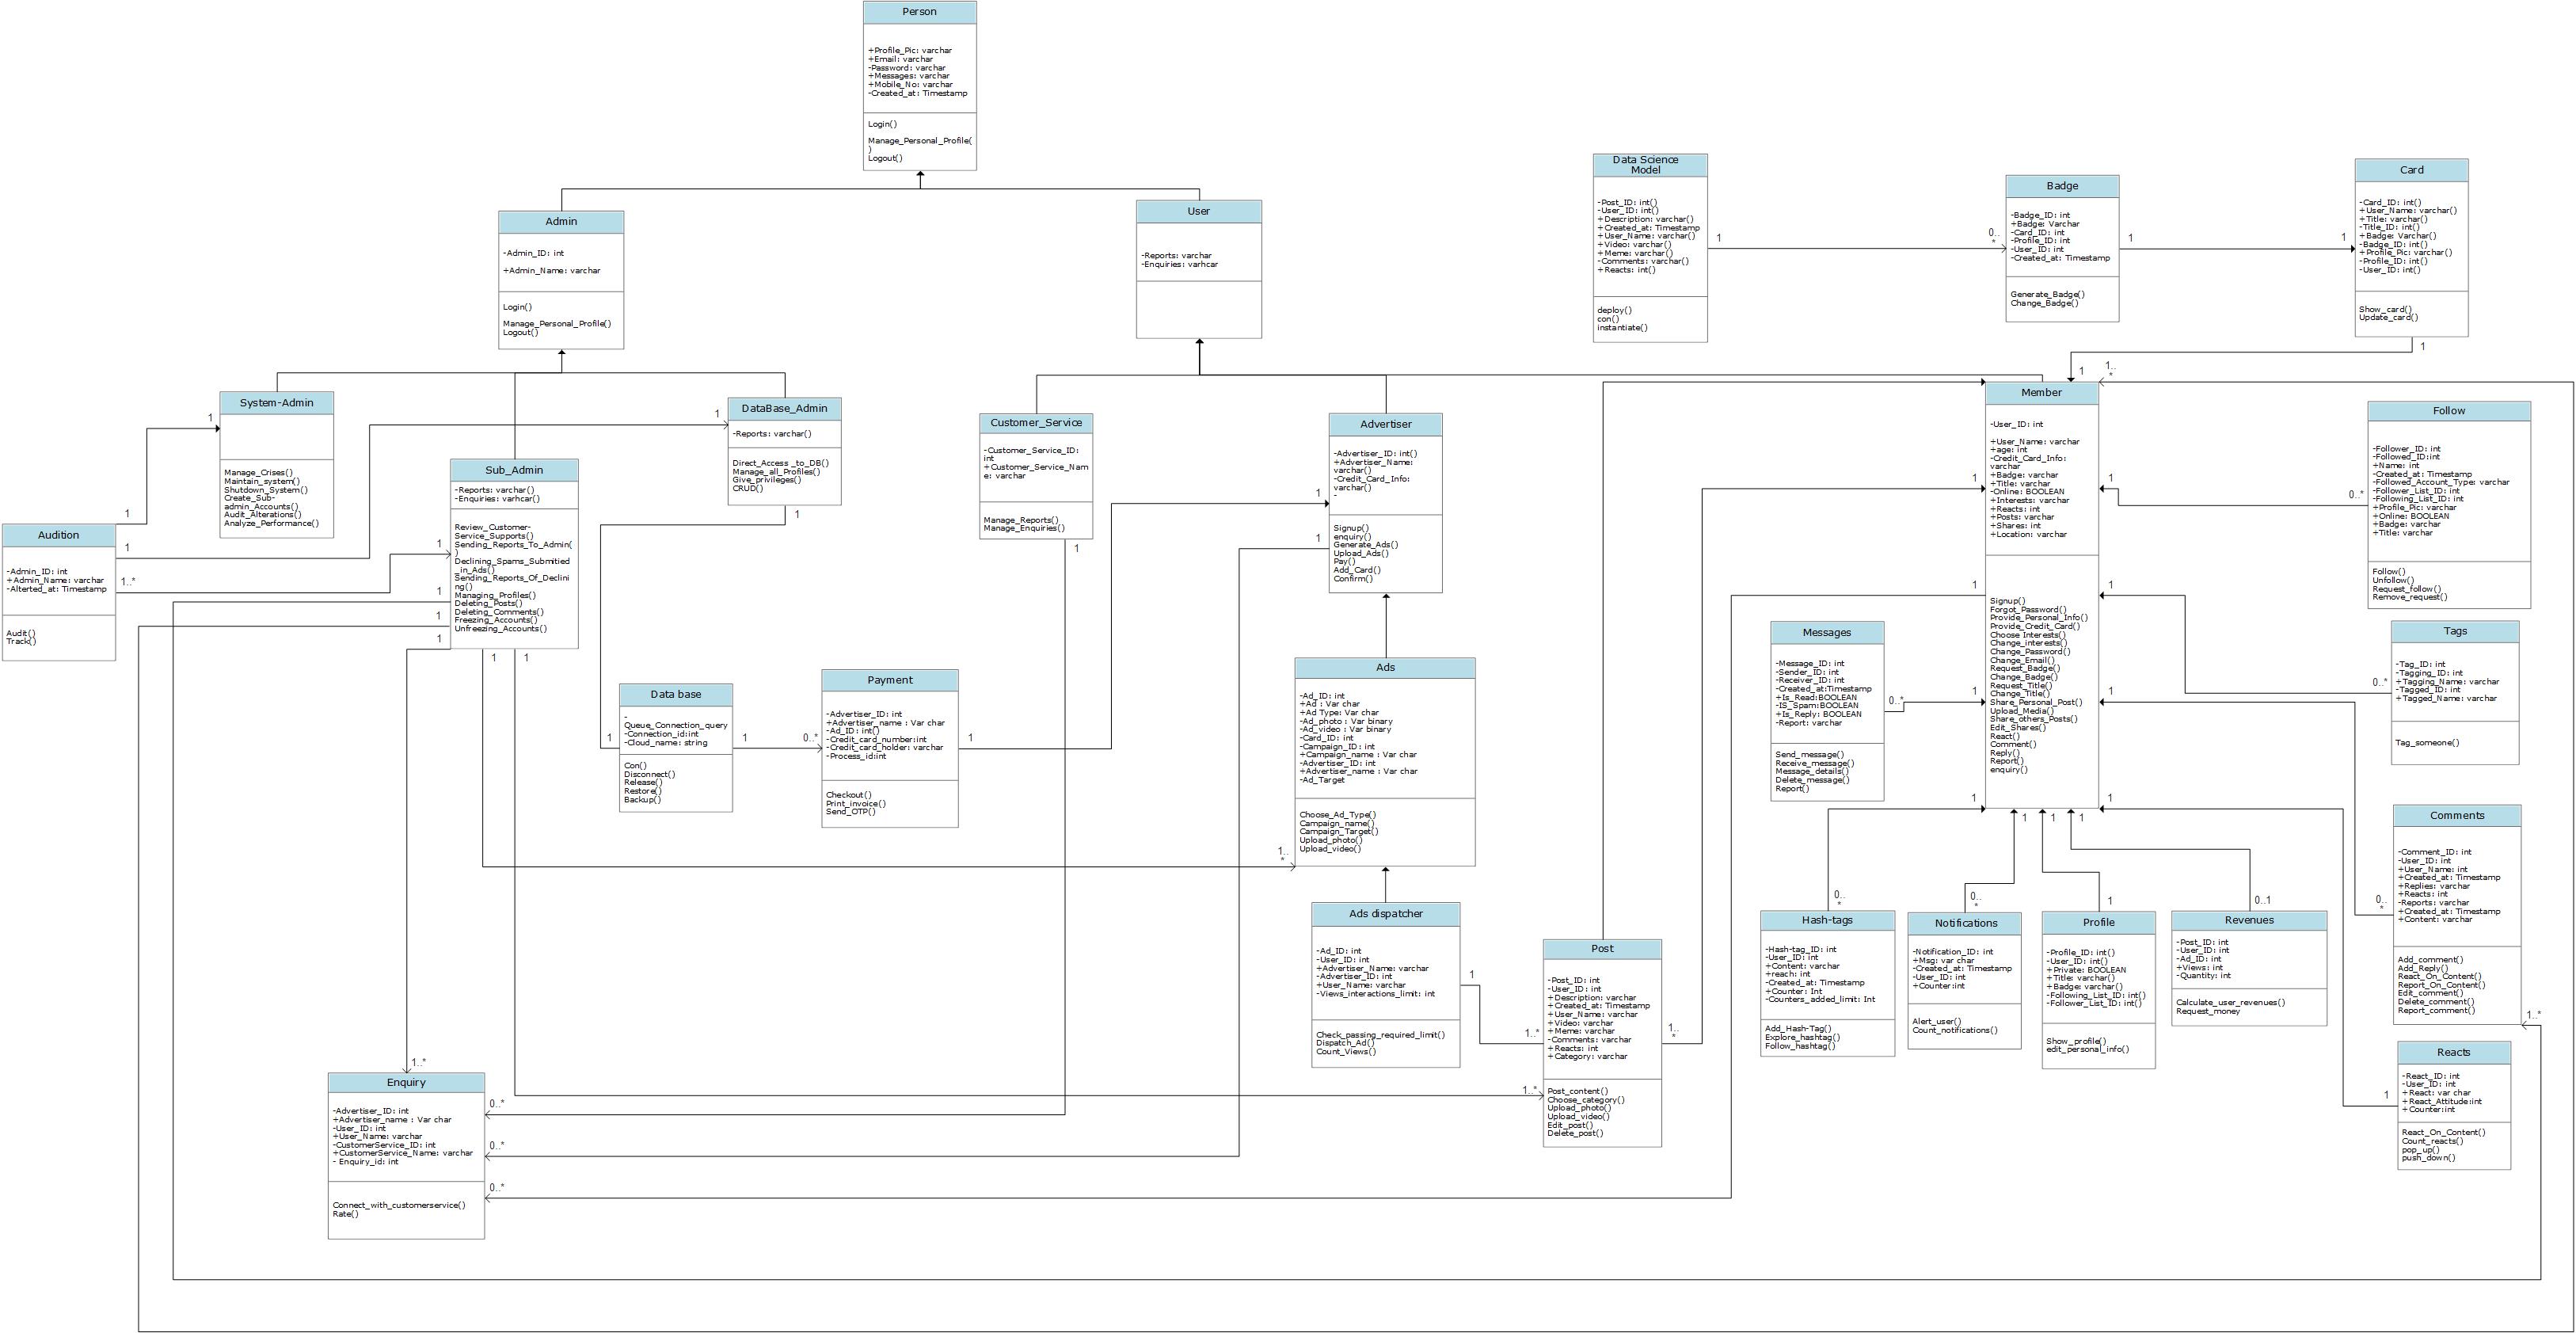 Person
+Profile_Pic: varchar
+Email: varchar
-Password: varchar
+Messages: varchar
+Mobile_No: varchar
-Created_at: Timestamp
Login()
Manage_Personal_Profile(
)
Logout()
Admin
-Admin_ID: int
+Admin_Name: varchar
Login()
Manage_Personal_Profile()
Logout()
User
-Reports: varchar
-Enquiries: varhcar
Data Science
Model
-Post_ID: int()
-User_ID: int()
+Description: varchar()
+Created_at: Timestamp
+User_Name: varchar()
+Video: varchar()
+Meme: varchar()
-Comments: varchar()
+Reacts: int()
deploy()
con()
instantiate()
1
0..
*
Badge
-Badge_ID: int
+Badge: Varchar
-Card_ID: int
-Profile_ID: int
-User_ID: int
-Created_at: Timestamp
Generate_Badge()
Change_Badge()
1
1
Card
-Card_ID: int()
+User_Name: varchar()
+Title: varchar()
-Title_ID: int()
+Badge: Varchar()
-Badge_ID: int()
+Profile_Pic: varchar()
-Profile_ID: int()
-User_ID: int()
Show_card()
Update_card()
1
1
1..
*
System-Admin
Manage_Crises()
Maintain_system()
Shutdown_System()
Create_Sub-
admin_Accounts()
Audit_Alterations()
Analyze_Performance()
1
DataBase_Admin
-Reports: varchar()
Direct_Access _to_DB()
Manage_all_Profiles()
Give_privileges()
CRUD()
1
1
Sub_Admin
-Reports: varchar()
-Enquiries: varhcar()
Review_Customer-
Service_Supports()
Sending_Reports_To_Admin(
)
Declining_Spams_Submitied
_in_Ads()
Sending_Reports_Of_Declini
ng()
Managing_Profiles()
Deleting_Posts()
Deleting_Comments()
Freezing_Accounts()
Unfreezing_Accounts()
1
1
1
1
1
1
Audition
-Admin_ID: int
+Admin_Name: varchar
-Alterted_at: Timestamp
Audit()
Track()
1
1
1..*
Customer_Service
-Customer_Service_ID:
int
+Customer_Service_Nam
e: varchar
Manage_Reports()
Manage_Enquiries()
1
Advertiser
-Advertiser_ID: int()
+Advertiser_Name:
varchar()
-Credit_Card_Info:
varchar()
-
Signup()
enquiry()
Generate_Ads()
Upload_Ads()
Pay()
Add_Card()
Confirm()
1
1
Member
-User_ID: int
+User_Name: varchar
+age: int
-Credit_Card_Info:
varchar
+Badge: varchar
+Title: varchar
-Online: BOOLEAN
+Interests: varchar
+Reacts: int
+Posts: varchar
+Shares: int
+Location: varchar
Signup()
Forgot_Password()
Provide_Personal_Info()
Provide_Credit_Card()
Choose Interests()
Change_interests()
Change_Password()
Change_Email()
Request_Badge()
Change_Badge()
Request_Title()
Change_Title()
Share_Personal_Post()
Upload_Media()
Share_others_Posts()
Edit_Shares()
React()
Comment()
Reply()
Report()
enquiry()
1
1
1
1
1
1
1
1
1
1
1
1
Follow
-Follower_ID: int
-Followed_ID:int
+Name: int
-Created_at: Timestamp
-Followed_Account_Type: varchar
-Follower_List_ID: int
-Following_List_ID: int
+Profile_Pic: varchar
+Online: BOOLEAN
+Badge: varchar
+Title: varchar
Follow()
Unfollow()
Request_follow()
Remove_request()
0..*
Tags
-Tag_ID: int
-Tagging_ID: int
+Tagging_Name: varchar
-Tagged_ID: int
+Tagged_Name: varchar
Tag_someone()
0..*
Messages
-Message_ID: int
-Sender_ID: int
-Receiver_ID: int
-Created_at:Timestamp
+Is_Read:BOOLEAN
-IS_Spam:BOOLEAN
+Is_Reply: BOOLEAN
-Report: varchar
Send_message()
Receive_message()
Message_details()
Delete_message()
Report()
0..*
Data base
-
Queue_Connection_query
-Connection_id:int
-Cloud_name: string
Con()
Disconnect()
Release()
Restore()
Backup()
1
1
0..*
Payment
-Advertiser_ID: int
+Advertiser_name : Var char
-Ad_ID: int()
-Credit_card_number:int
-Credit_card_holder: varchar
-Process_id:int
Checkout()
Print_invoice()
Send_OTP()
1
Ads
-Ad_ID: int
+Ad : Var char
+Ad Type: Var char
-Ad_photo : Var binary
-Ad_video : Var binary
-Card_ID: int
-Campaign_ID: int
+Campaign_name : Var char
-Advertiser_ID: int
+Advertiser_name : Var char
-Ad_Target
Choose_Ad_Type()
Campaign_name()
Campaign_Target()
Upload_photo()
Upload_video()
1..
*
Ads dispatcher
-Ad_ID: int
-User_ID: int
+Advertiser_Name: varchar
-Advertiser_ID: int
+User_Name: varchar
-Views_interactions_limit: int
Check_passing_required_limit()
Dispatch_Ad()
Count_Views()
1
1..*
Post
-Post_ID: int
-User_ID: int
+Description: varchar
+Created_at: Timestamp
+User_Name: varchar
+Video: varchar
+Meme: varchar
-Comments: varchar
+Reacts: int
+Category: varchar
Post_content()
Choose_category()
Upload_photo()
Upload_video()
Edit_post()
Delete_post()
1..
*
1..*
Hash-tags
-Hash-tag_ID: int
-User_ID: int
+Content: varchar
+reach: int
-Created_at: Timestamp
+Counter: Int
-Counters_added_limit: Int
Add_Hash-Tag()
Explore_hashtag()
Follow_hashtag()
0..
*
Notifications
-Notification_ID: int
+Msg: var char
-Created_at: Timestamp
-User_ID: int
+Counter:int
Alert_user()
Count_notifications()
0..
*
Profile
-Profile_ID: int()
-User_ID: int()
+Private: BOOLEAN
+Title: varchar()
+Badge: varchar()
-Following_List_ID: int()
-Follower_List_ID: int()
Show_profile()
edit_personal_info()
1
Revenues
-Post_ID: int
-User_ID: int
-Ad_ID: int
+Views: int
-Quantity: int
Calculate_user_revenues()
Request_money
0..1
Comments
-Comment_ID: int
-User_ID: int
+User_Name: int
+Created_at: Timestamp
+Replies: varchar
+Reacts: int
-Reports: varchar
+Created_at: Timestamp
+Content: varchar
Add_comment()
Add_Reply()
React_On_Content()
Report_On_Content()
Edit_comment()
Delete_comment()
Report_comment()
0..
*
1..*
Reacts
-React_ID: int
-User_ID: int
+React: var char
+React_Attitude:int
+Counter:int
React_On_Content()
Count_reacts()
pop_up()
push_down()
1
Enquiry
-Advertiser_ID: int
+Advertiser_name : Var char
-User_ID: int
+User_Name: varchar
-CustomerService_ID: int
+CustomerService_Name: varchar
- Enquiry_id: int
Connect_with_customerservice()
Rate()
1..*
0..*
0..*
0..*